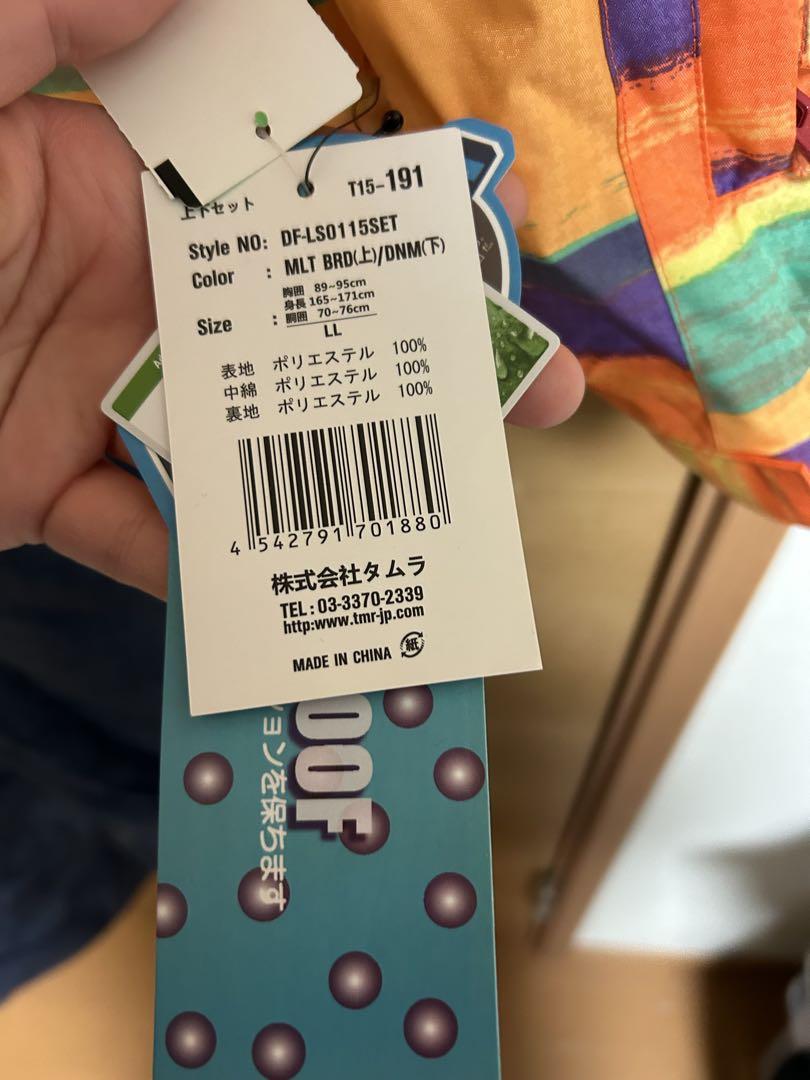 T15-191
上下セット
Style NO: DF-LS0115SET
Color : MLT BRD(上)/DNM(下)
胸囲 89~95cm
身長 165~171cm
Size : 胴囲 70~76cm
LL
表地 ポリエステル 100%
中綿 ポリエステル 100%
裏地 ポリエステル 100%
4 542791 701880
株式会社タムラ
TEL:03-3370-2339
http:www.tmr-jp.com
MADE IN CHINA 紙
OOF
ョンを保ちます